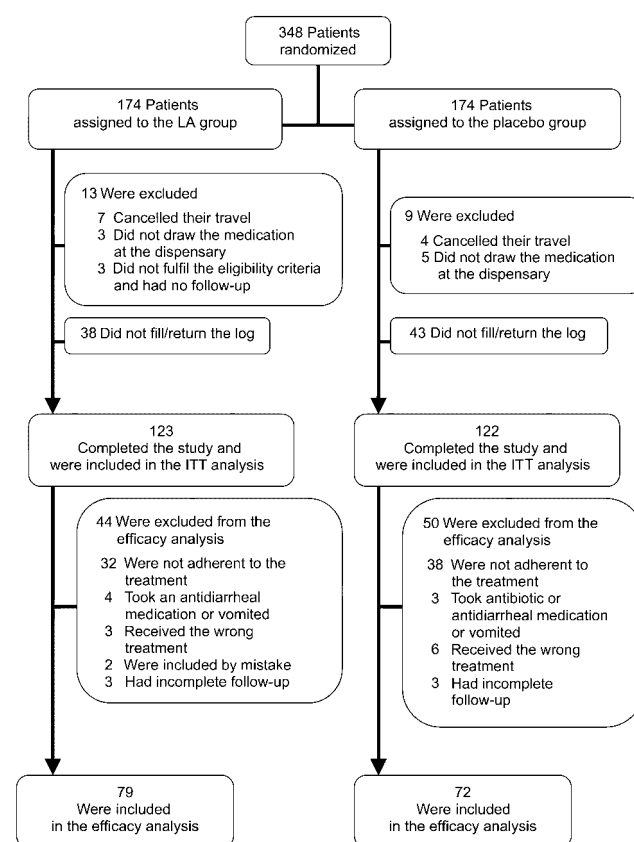 348 Patients
randomized
174 Patients
assigned to the LA group
174 Patients
assigned to the placebo group
13 Were excluded
7 Cancelled their travel
3 Did not draw the medication
at the dispensary
3 Did not fulfil the eligibility criteria
and had no follow-up
9 Were excluded
4 Cancelled their travel
5 Did not draw the medication
at the dispensary
38 Did not fill/return the log
43 Did not fill/return the log
123
Completed the study and
were included in the ITT analysis
122
Completed the study and
were included in the ITT analysis
44 Were excluded from the
efficacy analysis
32 Were not adherent to the
treatment
4 Took an antidiarrheal
medication or vomited
3 Received the wrong
treatment
2 Were included by mistake
3 Had incomplete follow-up
50 Were excluded from the
efficacy analysis
38 Were not adherent to
the treatment
3 Took antibiotic or
antidiarrheal medication
or vomited
6 Received the wrong
treatment
3 Had incomplete
follow-up
79
Were included
in the efficacy analysis
72
Were included
in the efficacy analysis